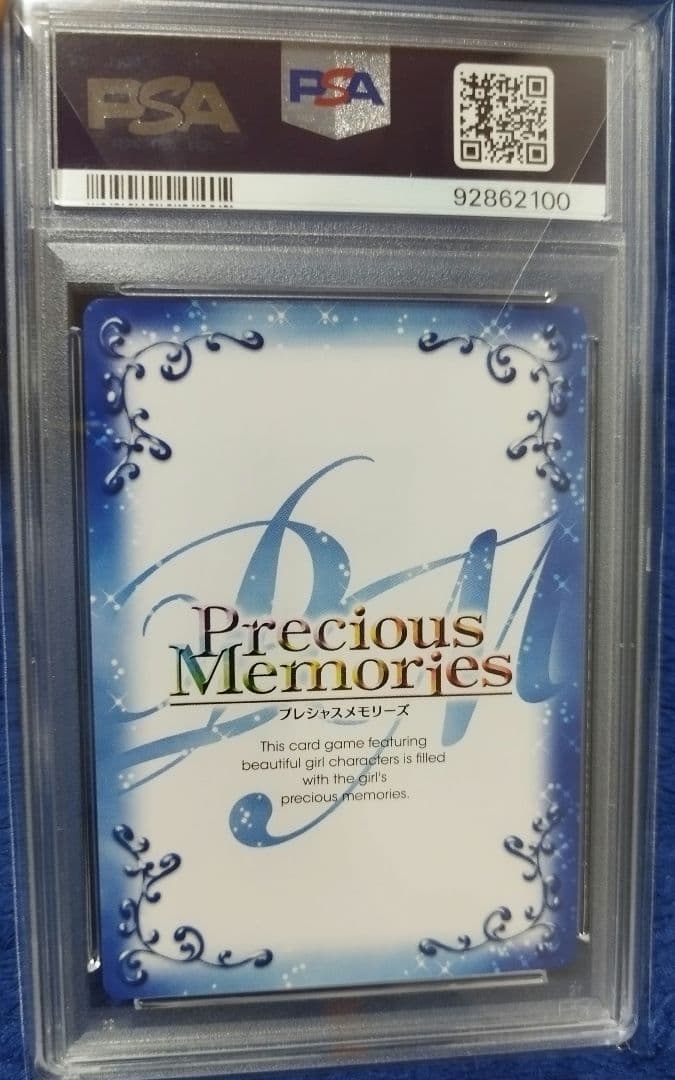 PSA
PSA
92862100
Precious
Memories
プレシャスメモリーズ
This card game featuring
beautiful girl characters is filled
with the girl's
precious memories.